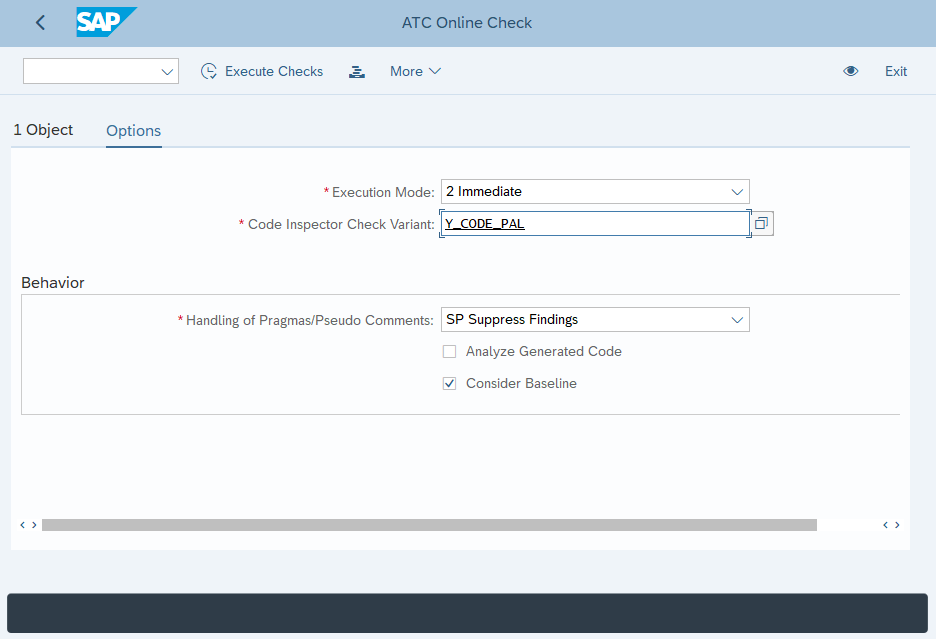 SAP
ATC Online Check
Execute Checks
More
Exit
1 Object
Options
* Execution Mode: 2 Immediate
* Code Inspector Check Variant: Y_CODE_PAL
Behavior
* Handling of Pragmas/Pseudo Comments: SP Suppress Findings
Analyze Generated Code
Consider Baseline